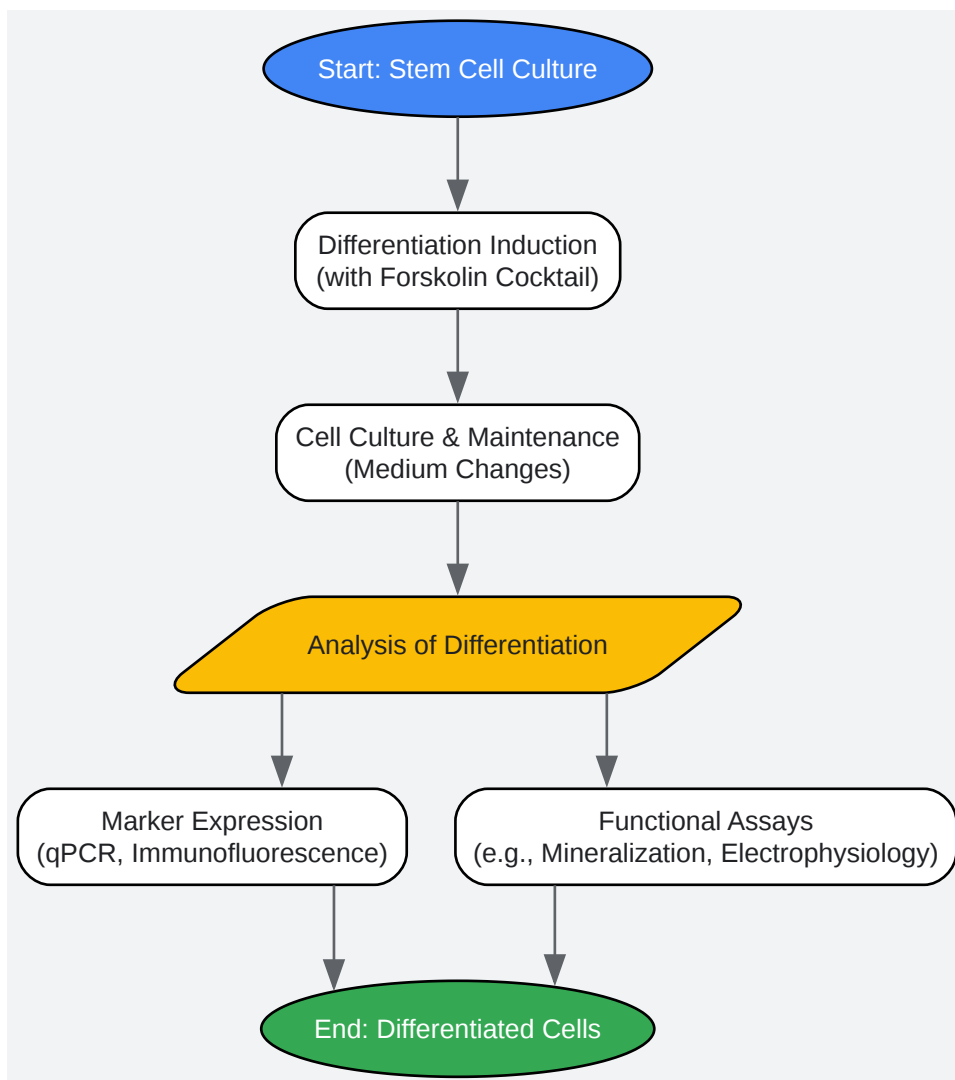 Start: Stem Cell Culture
Differentiation Induction
(with Forskolin Cocktail)
Cell Culture & Maintenance
(Medium Changes)
Analysis of Differentiation
Marker Expression
(qPCR, Immunofluorescence)
Functional Assays
(e.g., Mineralization, Electrophysiology)
End: Differentiated Cells